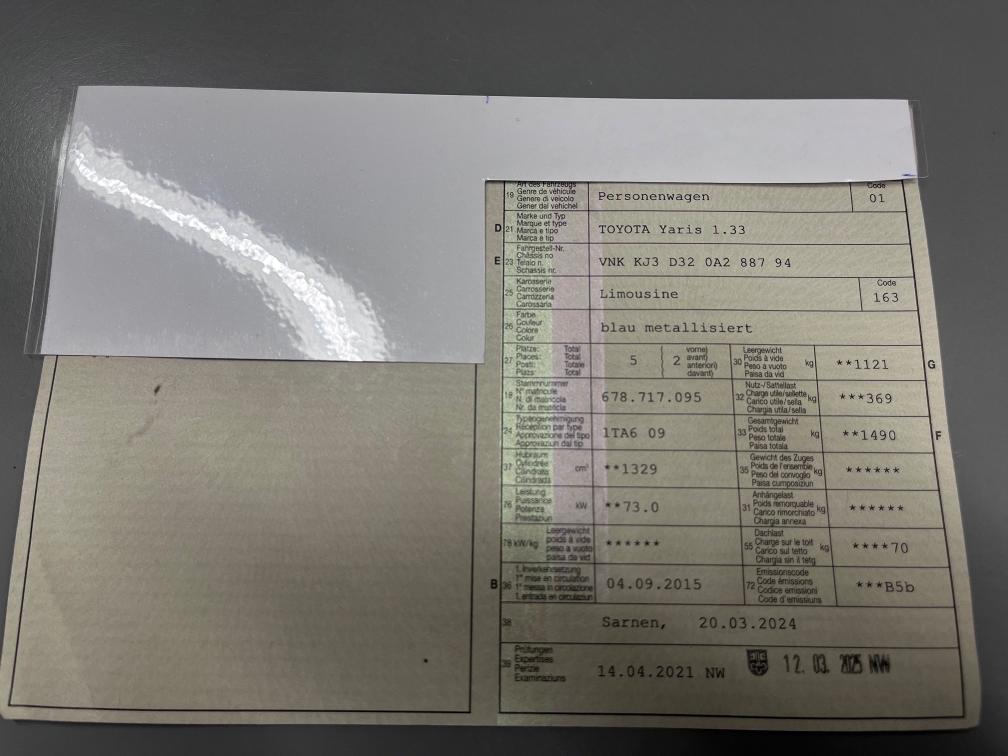 19 Art des Fahrzeugs
Genre de véhicule
Genere di veicolo
Gener dal vehichel
Personenwagen
Code
01
D 21 Marke und Typ
Marque et type
Marca e tipo
Marca e tip
TOYOTA Yaris 1.33
E 23 Fahrgestell-Nr.
Châssis no
Telaio n.
Schassis nr.
VNK KJ3 D32 0A2 887 94
25 Karosserie
Carrosserie
Carrozzeria
Carossaria
Limousine
Code
163
26 Farbe
Couleur
Colore
Colur
blau metallisiert
27 Plätze: Total
Places: Total
Posti: Totale
Plazs: Total
5 2 vorne)
avant)
anteriori)
davant)
30 Leergewicht
Poids à vide
Peso a vuoto
Paisa da vid
kg **1121 G
18 Stammnummer
N° matricule
N. di matricola
Nr. da matricla
678.717.095
32 Nutz-/Sattellast
Charge utile/sellette
Carico utile/sella
Chargia utila/sella
kg ***369
24 Typengenehmigung
Réception par type
Approvazione del tipo
Approvaziun dal tip
1TA6 09
33 Gesamtgewicht
Poids total
Peso totale
Paisa totala
kg **1490 F
37 Hubraum
Cylindrée
Cilindrata
Cilindrada
cm³ **1329
35 Gewicht des Zuges
Poids de l'ensemble
Peso del convoglio
Paisa cumposiziun
kg ******
76 Leistung
Puissance
Potenza
Prestaziun
kW **73.0
31 Anhängelast
Poids remorquable
Carico rimorchiato
Chargia annexa
kg ******
78 kW/kg Leergewicht
poids à vide
peso a vuoto
paisa da vid
******
55 Dachlast
Charge sur le toit
Carico sul tetto
Chargia sin il tetg
kg ****70
B 36 1. Inverkehrsetzung
1re mise en circulation
1a messa in circolazione
1. entrada en circulaziun
04.09.2015
72 Emissionscode
Code émissions
Codice emissioni
Code d'emissiuns
***B5b
38 Sarnen, 20.03.2024
39 Prüfungen
Expertises
Perizie
Examinaziuns
14.04.2021 NW 12. 03. 2025 NW